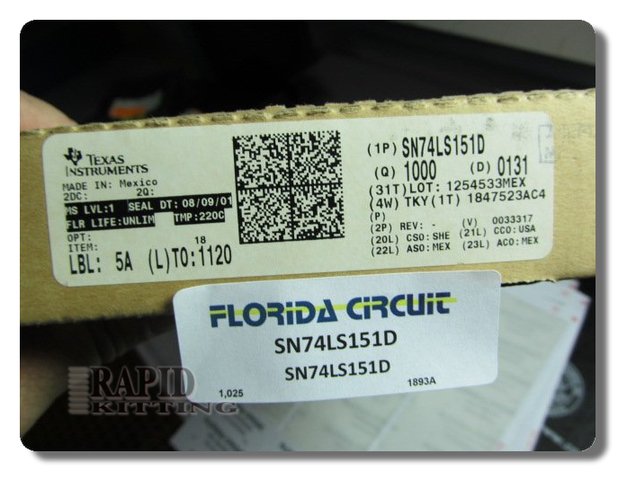 TEXAS
INSTRUMENTS
MADE IN: Mexico
2DC: 2Q:
MS LVL:1 SEAL DT: 08/09/01
FLR LIFE:UNLIM TMP:220C
OPT:
ITEM: 18
LBL: 5A (L)TO:1120
(1P) SN74LS151D
(Q) 1000 (D) 0131
(31T)LOT: 1254533MEX
(4W) TKY(1T) 1847523AC4
(P)
(2P) REV: - (V) 0033317
(20L) CSO:SHE (21L) CCO:USA
(22L) ASO:MEX (23L) ACO:MEX
FLORIDA CIRCUIT
SN74LS151D
SN74LS151D
1,025 1893A
RAPID
KITTING